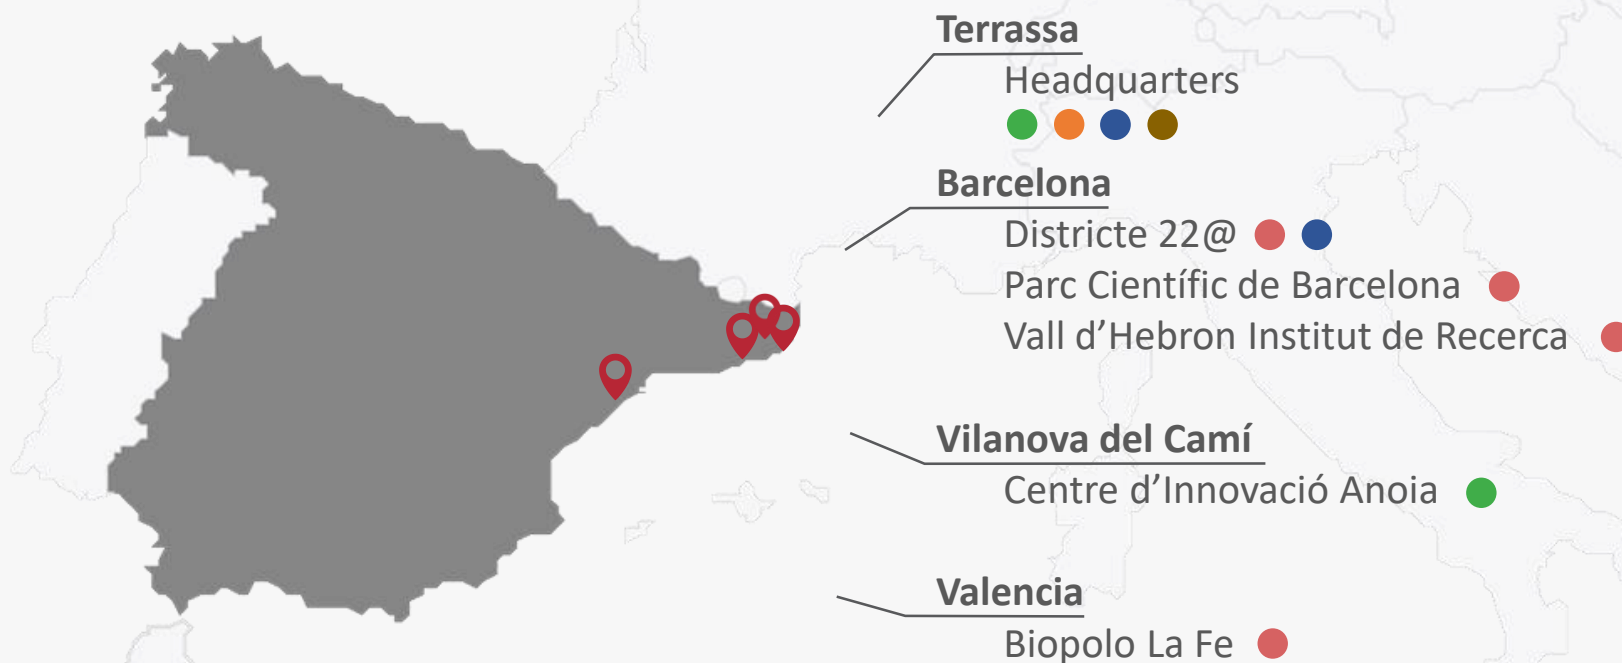 Terrassa
Headquarters
Barcelona
Districte 22@
Parc Científic de Barcelona
Vall d’Hebron Institut de Recerca
Vilanova del Camí
Centre d’Innovació Anoia
Valencia
Biopolo La Fe